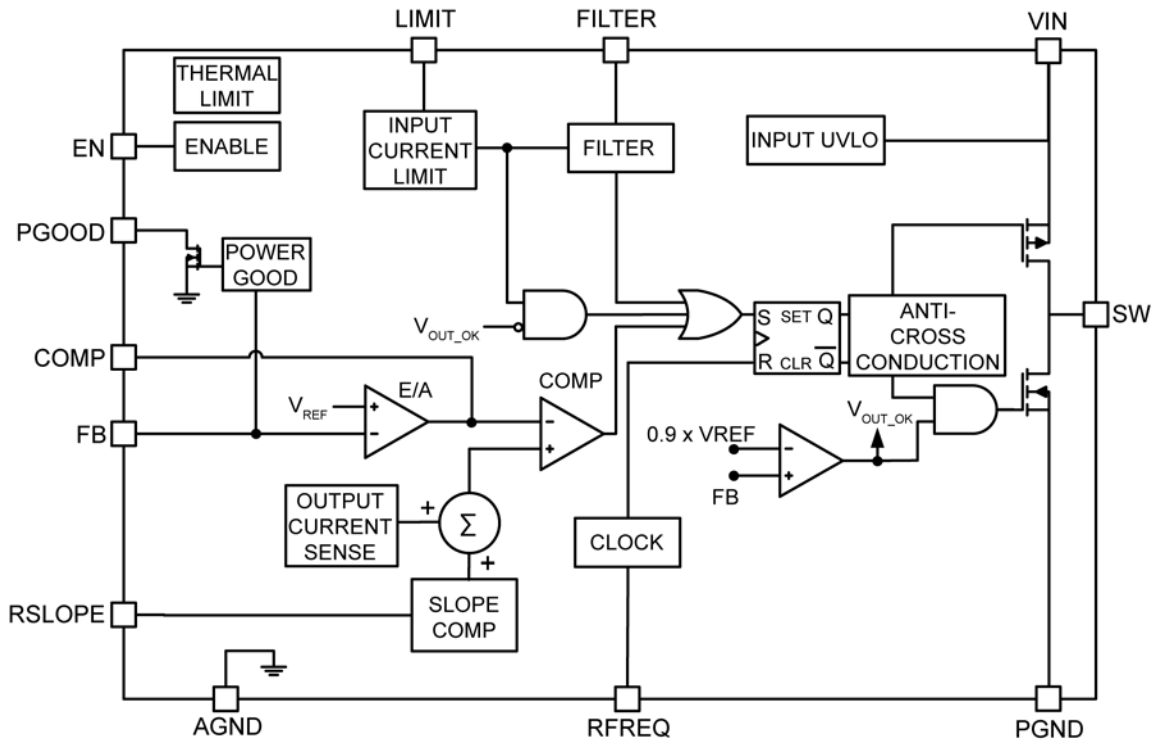 LIMIT
FILTER
VIN
THERMAL
LIMIT
EN
ENABLE
INPUT
CURRENT
LIMIT
FILTER
INPUT UVLO
PGOOD
POWER
GOOD
V_OUT_OK
S SET Q
R CLR Q̅
ANTI-
CROSS
CONDUCTION
SW
COMP
E/A
COMP
V_REF
+
−
−
+
FB
V_OUT_OK
0.9 x VREF
FB
−
+
OUTPUT
CURRENT
SENSE
+
Σ
+
CLOCK
RSLOPE
SLOPE
COMP
AGND
RFREQ
PGND